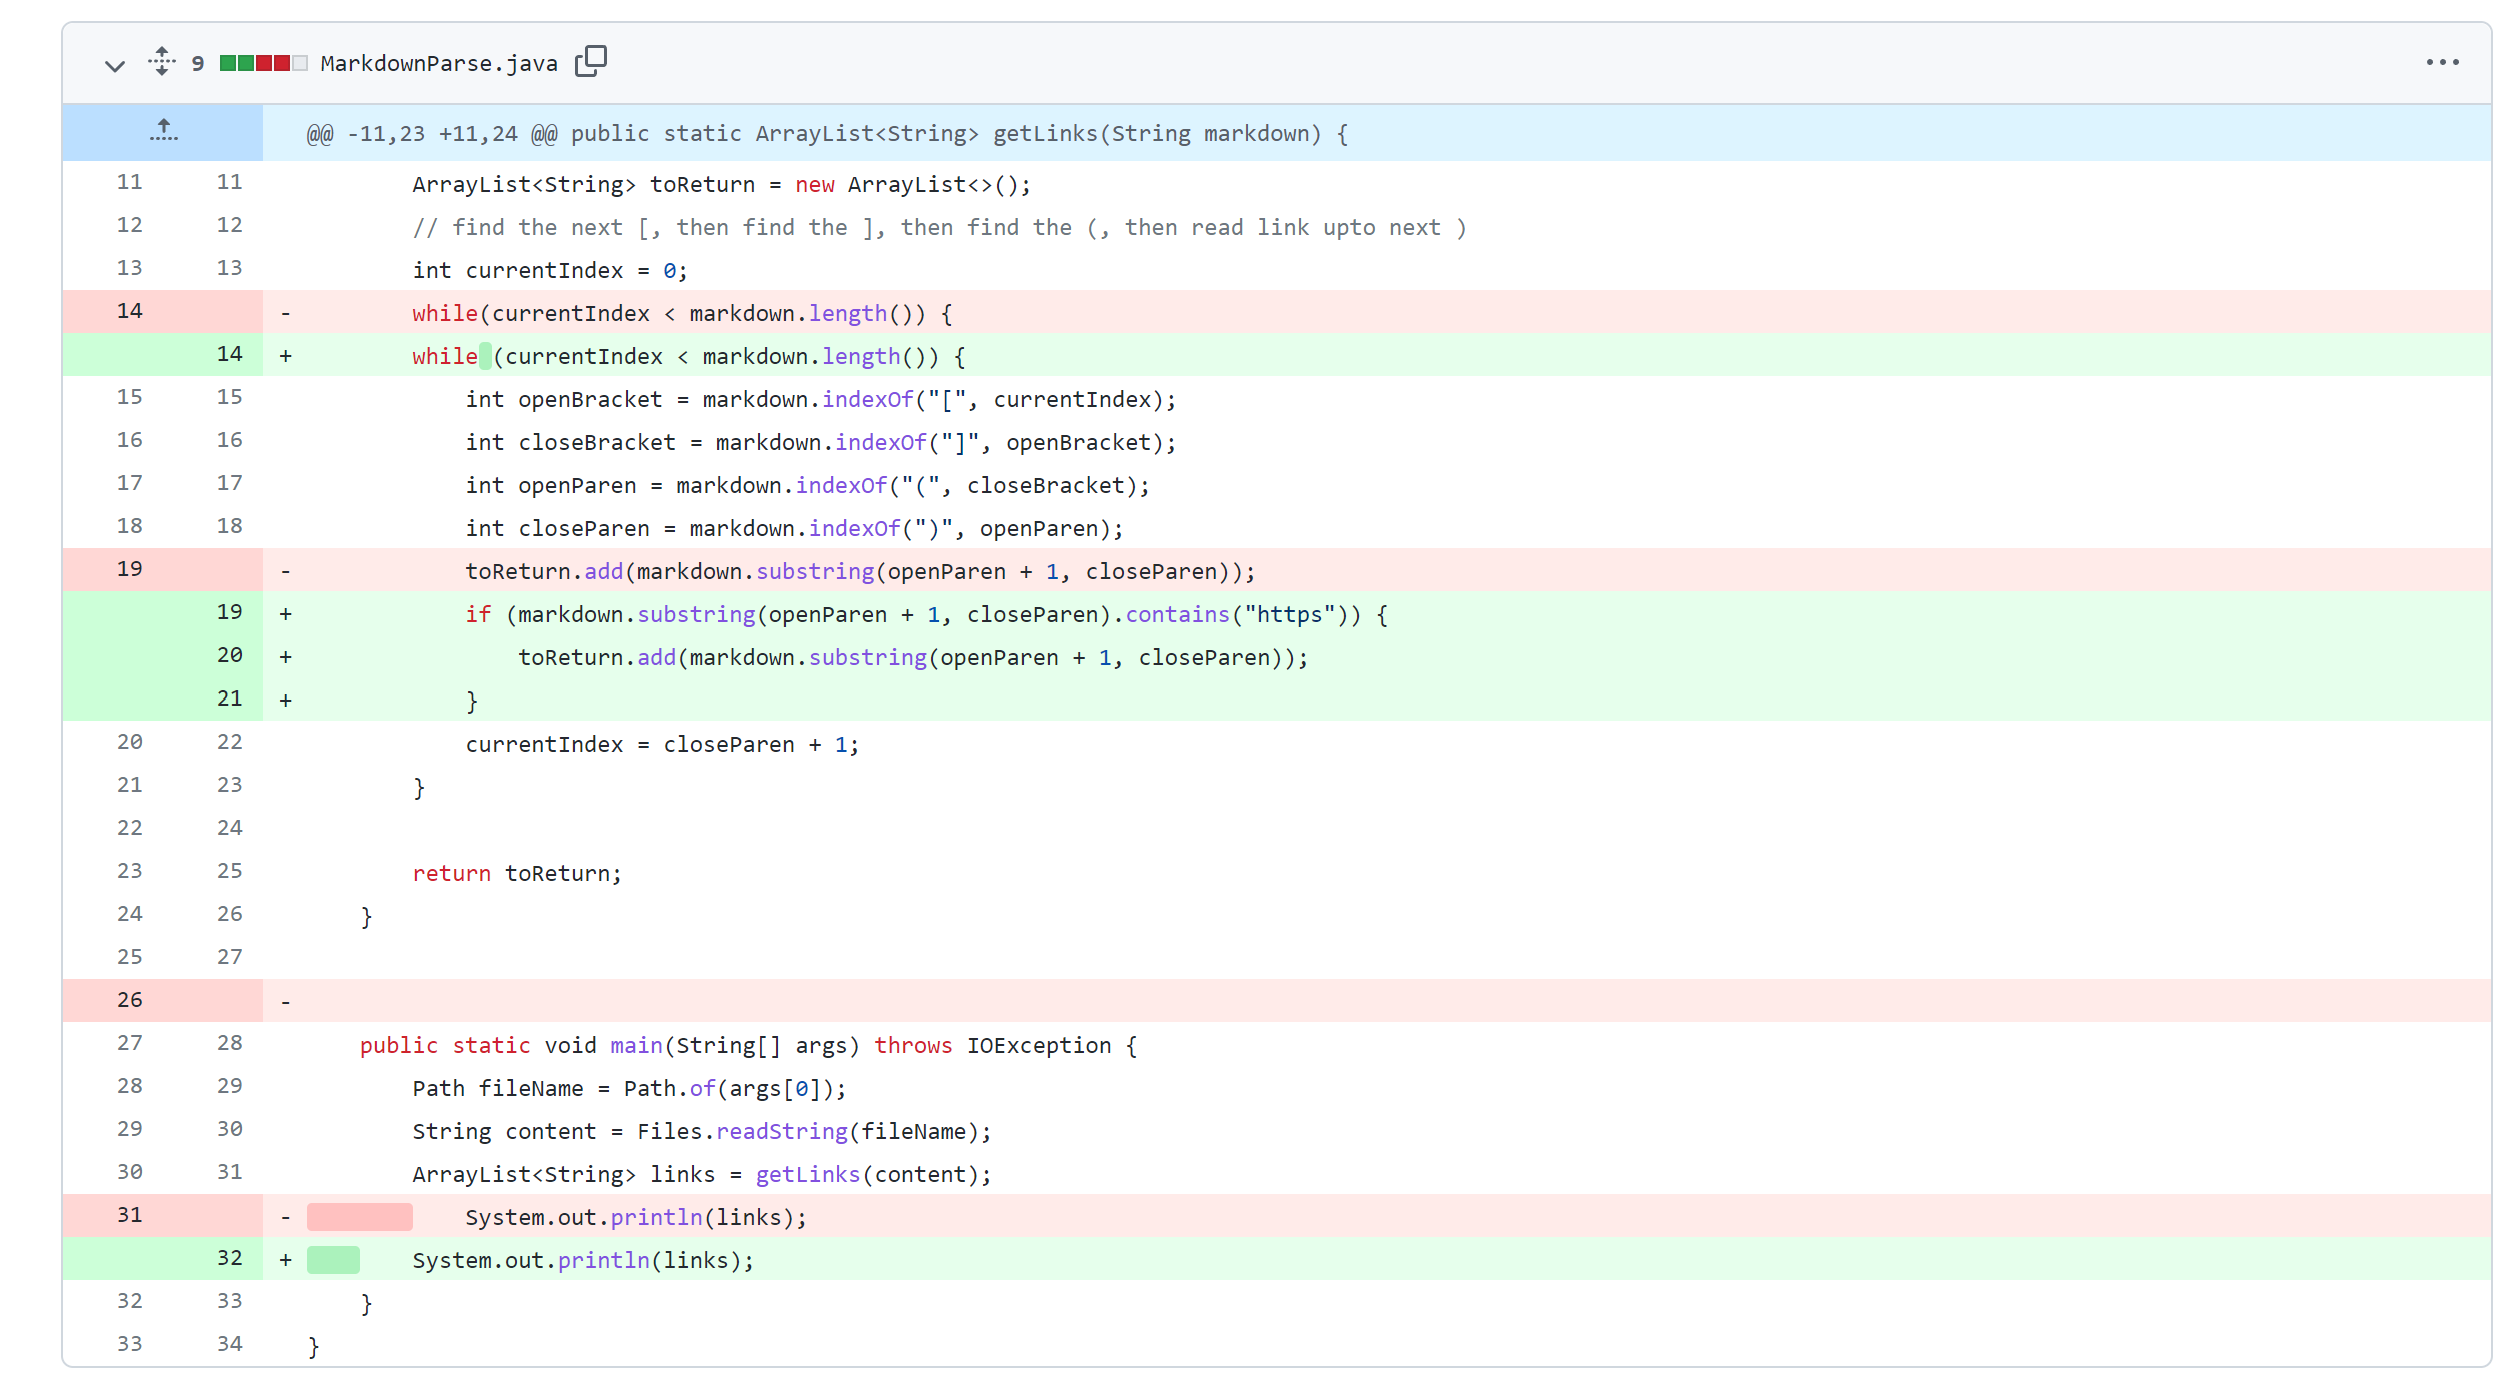 9 MarkdownParse.java
@@ -11,23 +11,24 @@ public static ArrayList<String> getLinks(String markdown) {
11 11 ArrayList<String> toReturn = new ArrayList<>();
12 12 // find the next [, then find the ], then find the (, then read link upto next )
13 13 int currentIndex = 0;
14 - while(currentIndex < markdown.length()) {
14 + while (currentIndex < markdown.length()) {
15 15 int openBracket = markdown.indexOf("[", currentIndex);
16 16 int closeBracket = markdown.indexOf("]", openBracket);
17 17 int openParen = markdown.indexOf("(", closeBracket);
18 18 int closeParen = markdown.indexOf(")", openParen);
19 - toReturn.add(markdown.substring(openParen + 1, closeParen));
19 + if (markdown.substring(openParen + 1, closeParen).contains("https")) {
20 + toReturn.add(markdown.substring(openParen + 1, closeParen));
21 + }
20 22 currentIndex = closeParen + 1;
21 23 }
22 24
23 25 return toReturn;
24 26 }
25 27
26 -
27 28 public static void main(String[] args) throws IOException {
28 29 Path fileName = Path.of(args[0]);
29 30 String content = Files.readString(fileName);
30 31 ArrayList<String> links = getLinks(content);
31 - System.out.println(links);
32 + System.out.println(links);
32 33 }
33 34 }